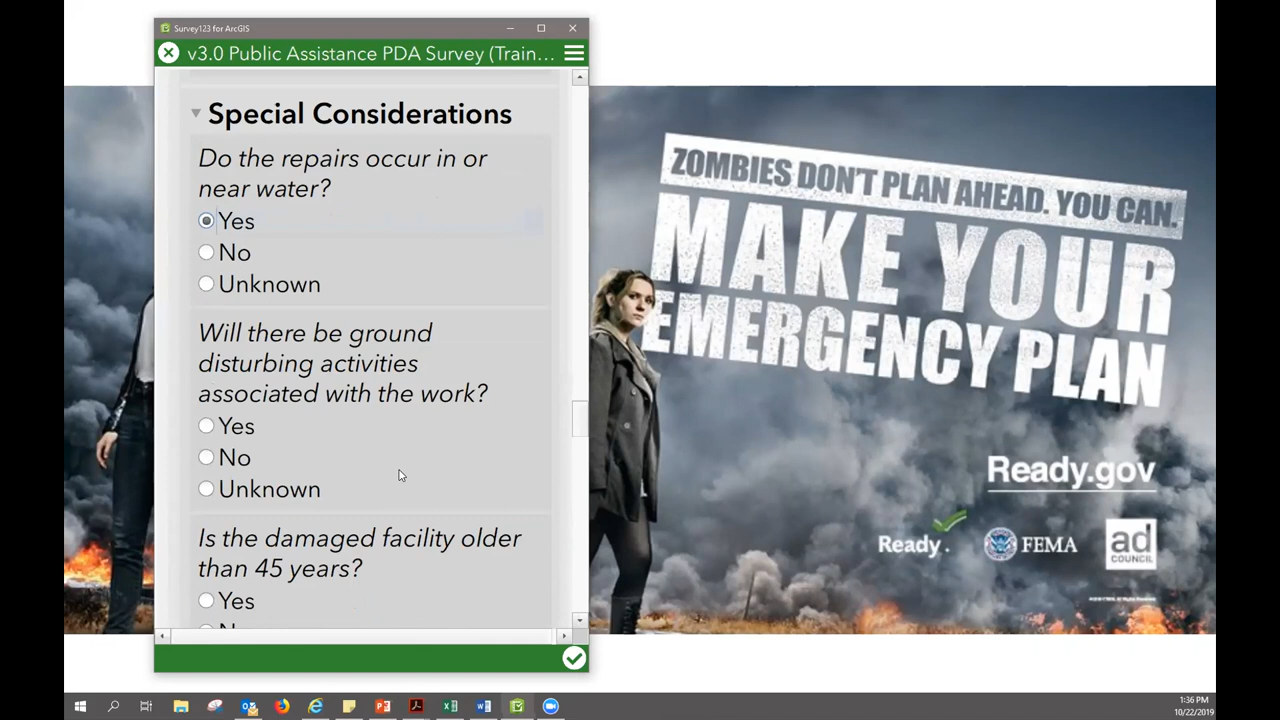 Survey123 for ArcGIS
v3.0 Public Assistance PDA Survey (Train...
Special Considerations
Do the repairs occur in or
near water?
Yes
No
Unknown
Will there be ground
disturbing activities
associated with the work?
Yes
No
Unknown
Is the damaged facility older
than 45 years?
Yes
ZOMBIES DON'T PLAN AHEAD. YOU CAN.
MAKE YOUR
EMERGENCY PLAN
Ready.gov
Ready.
FEMA
ad
COUNCIL
1:36 PM
10/22/2019